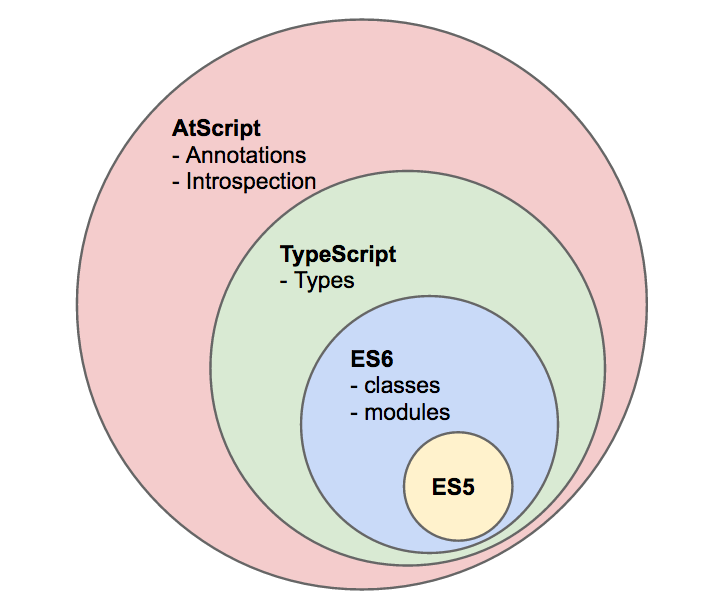 AtScript
- Annotations
- Introspection
TypeScript
- Types
ES6
- classes
- modules
ES5